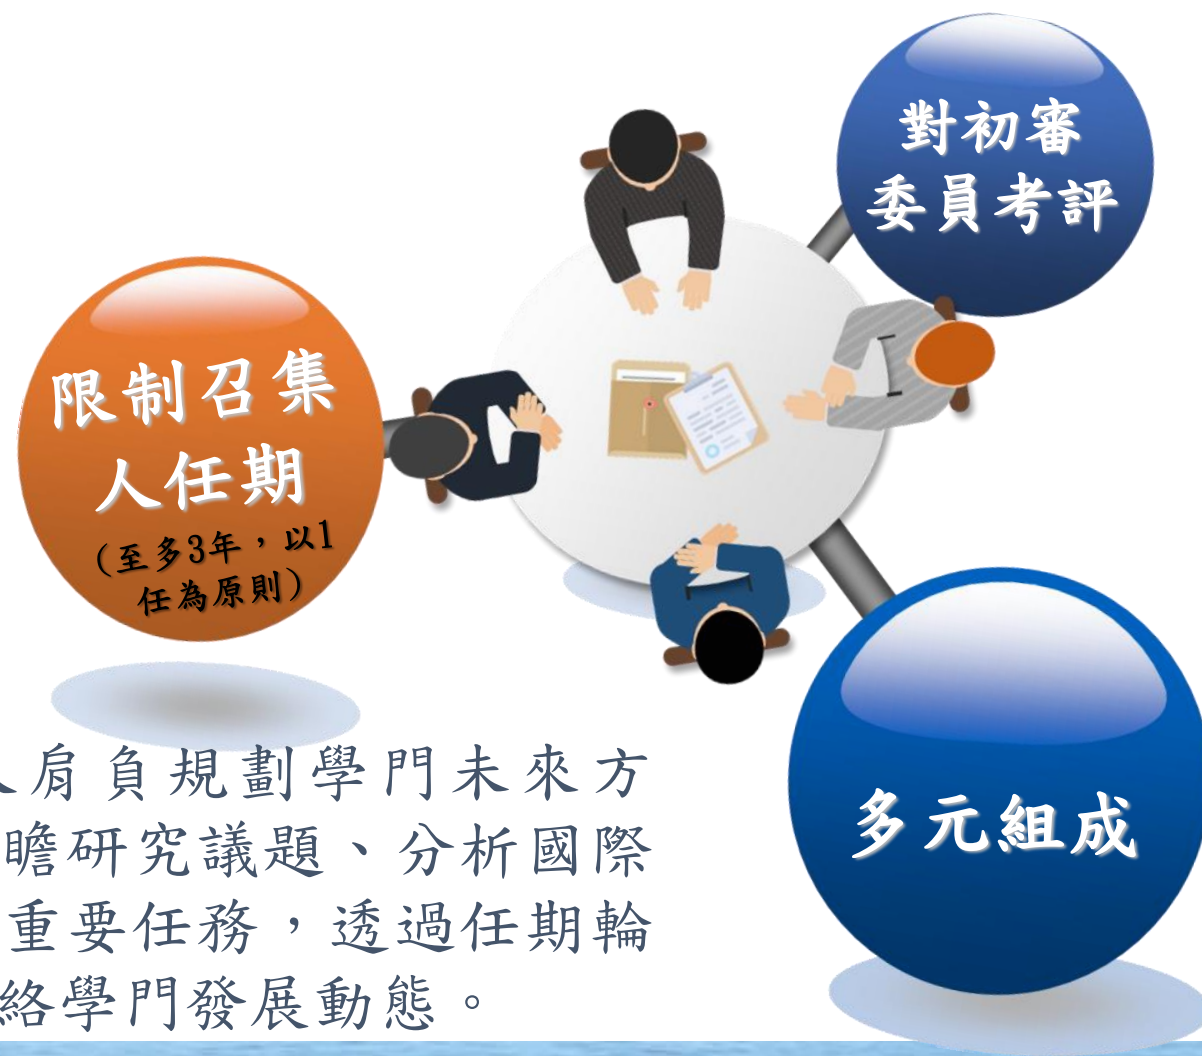 對初審
委員考評
限制召集
人任期
(至多3年，以1
任為原則)
多元組成
人肩負規劃學門未來方
瞻研究議題、分析國際
重要任務，透過任期輪
絡學門發展動態。